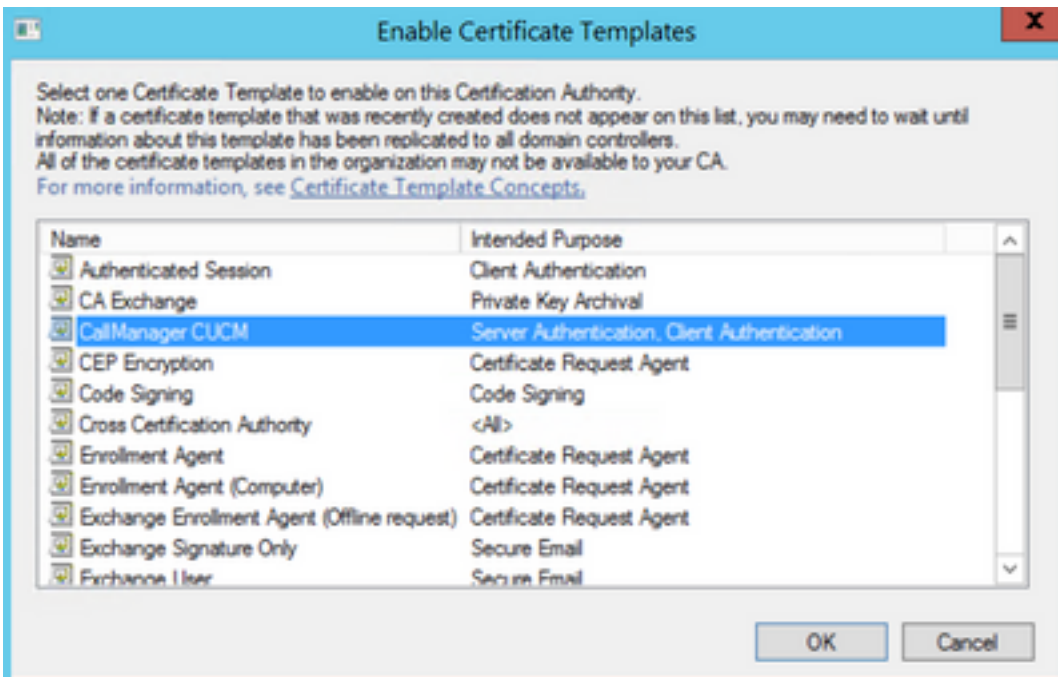 Enable Certificate Templates
x
Select one Certificate Template to enable on this Certification Authority.
Note: If a certificate template that was recently created does not appear on this list, you may need to wait until
information about this template has been replicated to all domain controllers.
All of the certificate templates in the organization may not be available to your CA.
For more information, see Certificate Template Concepts.
Name Intended Purpose
Authenticated Session Client Authentication
CA Exchange Private Key Archival
CallManager CUCM Server Authentication, Client Authentication
CEP Encryption Certificate Request Agent
Code Signing Code Signing
Cross Certification Authority <All>
Enrollment Agent Certificate Request Agent
Enrollment Agent (Computer) Certificate Request Agent
Exchange Enrollment Agent (Offline request) Certificate Request Agent
Exchange Signature Only Secure Email
Exchange User Secure Email
OK Cancel